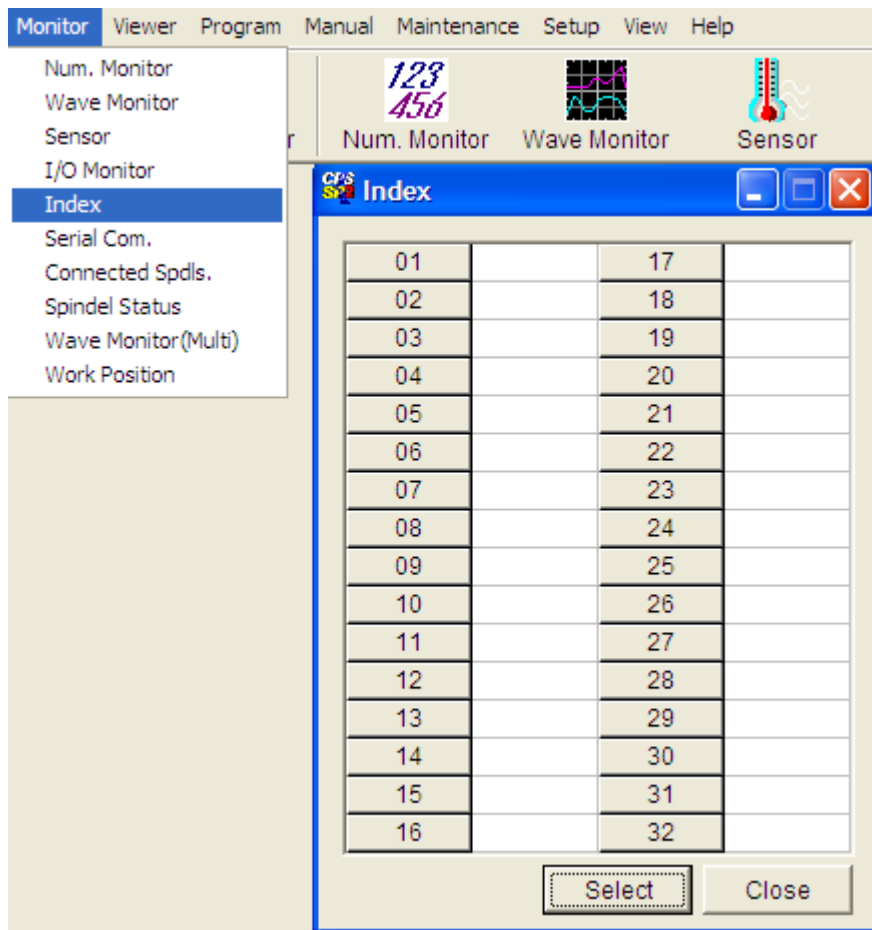 Monitor Viewer Program Manual Maintenance Setup View Help
Num. Monitor
Wave Monitor
Sensor
I/O Monitor
Index
Serial Com.
Connected Spdls.
Spindel Status
Wave Monitor(Multi)
Work Position
123
456
r Num. Monitor Wave Monitor Sensor
CPS
SP
Index
01 17
02 18
03 19
04 20
05 21
06 22
07 23
08 24
09 25
10 26
11 27
12 28
13 29
14 30
15 31
16 32
Select Close